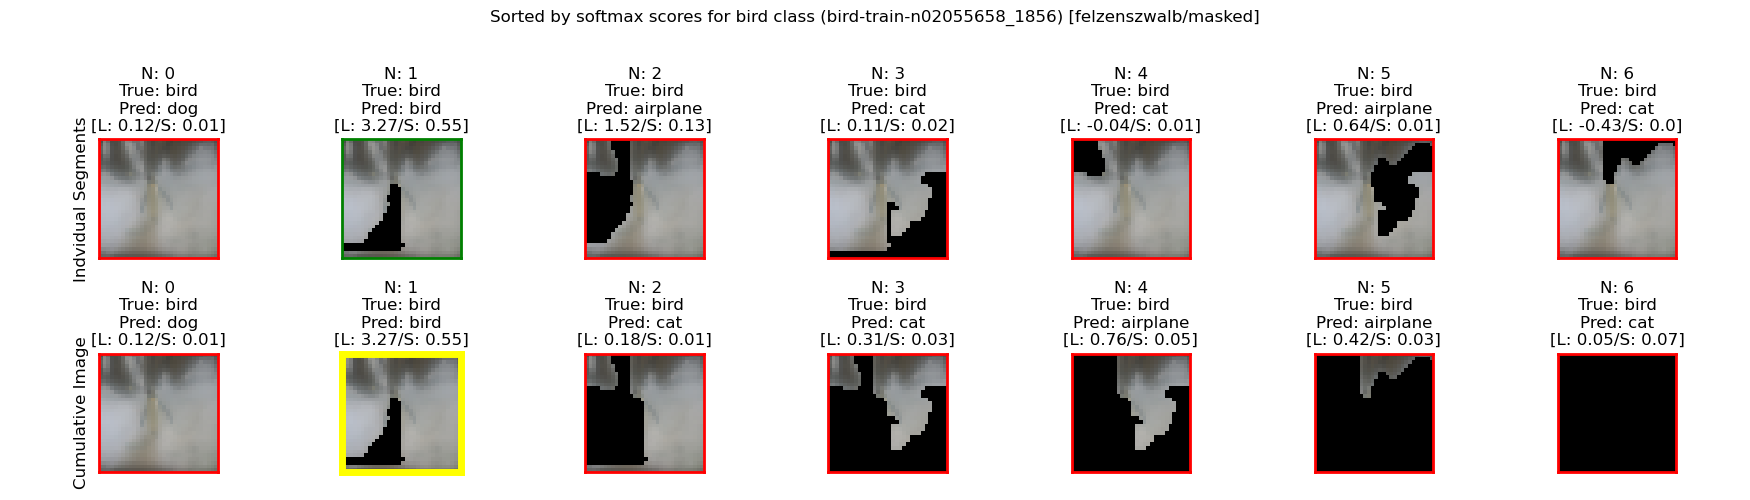 Sorted by softmax scores for bird class (bird-train-n02055658_1856) [felzenszwalb/masked]
Indvidual Segments
N: 0
True: bird
Pred: dog
[L: 0.12/S: 0.01]
N: 1
True: bird
Pred: bird
[L: 3.27/S: 0.55]
N: 2
True: bird
Pred: airplane
[L: 1.52/S: 0.13]
N: 3
True: bird
Pred: cat
[L: 0.11/S: 0.02]
N: 4
True: bird
Pred: cat
[L: -0.04/S: 0.01]
N: 5
True: bird
Pred: airplane
[L: 0.64/S: 0.01]
N: 6
True: bird
Pred: cat
[L: -0.43/S: 0.0]
Cumulative Image
N: 0
True: bird
Pred: dog
[L: 0.12/S: 0.01]
N: 1
True: bird
Pred: bird
[L: 3.27/S: 0.55]
N: 2
True: bird
Pred: cat
[L: 0.18/S: 0.01]
N: 3
True: bird
Pred: cat
[L: 0.31/S: 0.03]
N: 4
True: bird
Pred: airplane
[L: 0.76/S: 0.05]
N: 5
True: bird
Pred: airplane
[L: 0.42/S: 0.03]
N: 6
True: bird
Pred: cat
[L: 0.05/S: 0.07]